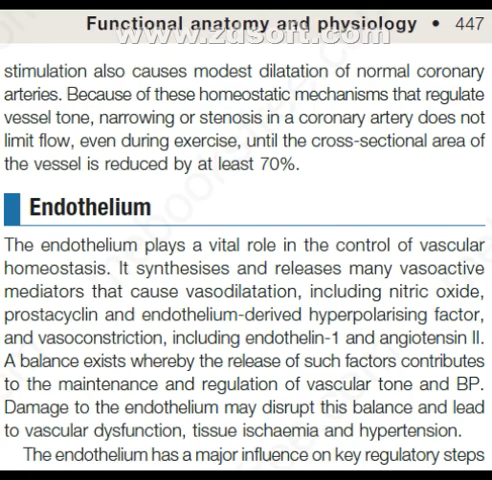 Functional anatomy and physiology • 447
www.zdsoft.com
stimulation also causes modest dilatation of normal coronary
arteries. Because of these homeostatic mechanisms that regulate
vessel tone, narrowing or stenosis in a coronary artery does not
limit flow, even during exercise, until the cross-sectional area of
the vessel is reduced by at least 70%.
Endothelium
The endothelium plays a vital role in the control of vascular
homeostasis. It synthesises and releases many vasoactive
mediators that cause vasodilatation, including nitric oxide,
prostacyclin and endothelium-derived hyperpolarising factor,
and vasoconstriction, including endothelin-1 and angiotensin II.
A balance exists whereby the release of such factors contributes
to the maintenance and regulation of vascular tone and BP.
Damage to the endothelium may disrupt this balance and lead
to vascular dysfunction, tissue ischaemia and hypertension.
The endothelium has a major influence on key regulatory steps